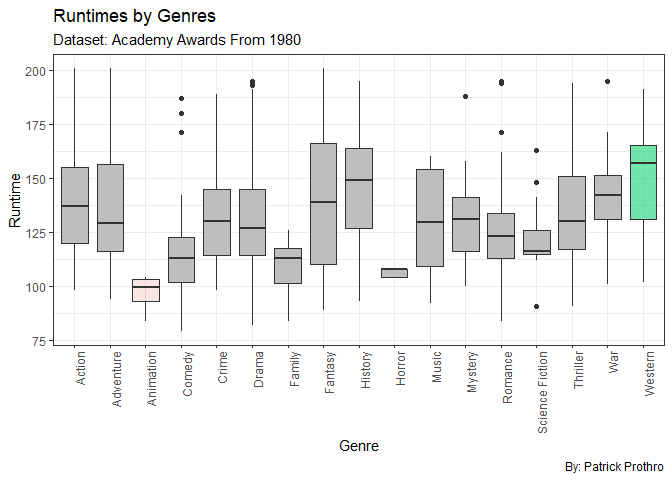 Runtimes by Genres
Dataset: Academy Awards From 1980
Runtime
200
175
150
125
100
75
Action
Adventure
Animation
Comedy
Crime
Drama
Family
Fantasy
History
Horror
Music
Mystery
Romance
Science Fiction
Thriller
War
Western
Genre
By: Patrick Prothro